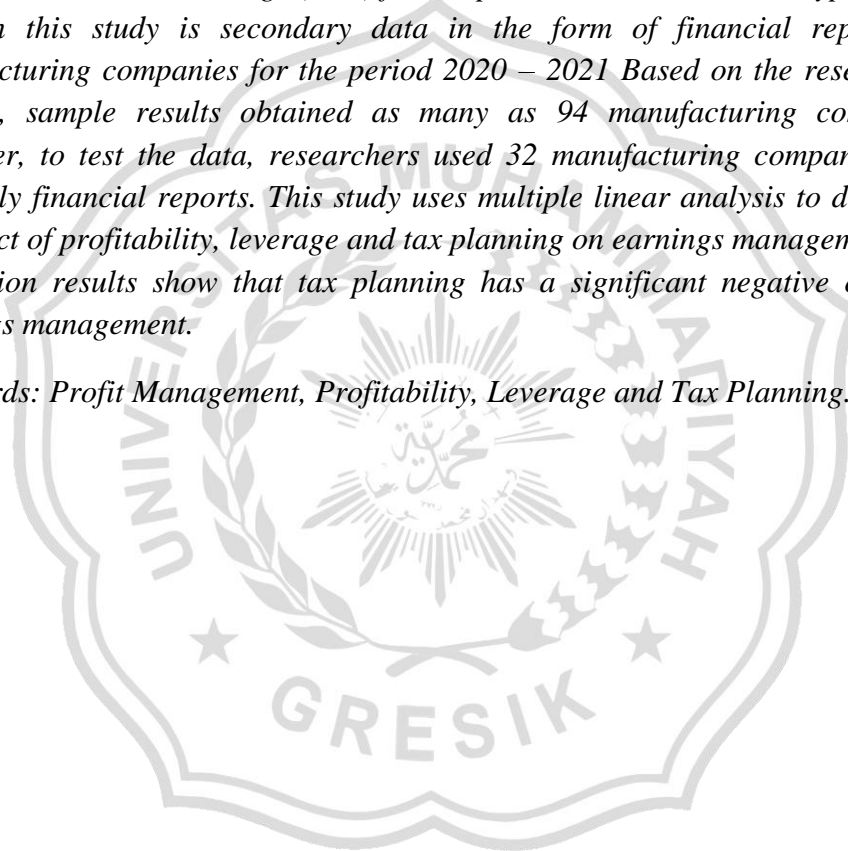 this study is secondary data in the form of financial rep
cturing companies for the period 2020 – 2021 Based on the rese
, sample results obtained as many as 94 manufacturing co
er, to test the data, researchers used 32 manufacturing compan
ly financial reports. This study uses multiple linear analysis to d
ct of profitability, leverage and tax planning on earnings managem
ion results show that tax planning has a significant negative
s management.
rds: Profit Management, Profitability, Leverage and Tax Planning.
UNIVERSITAS MUHAMMADIYAH
GRESIK